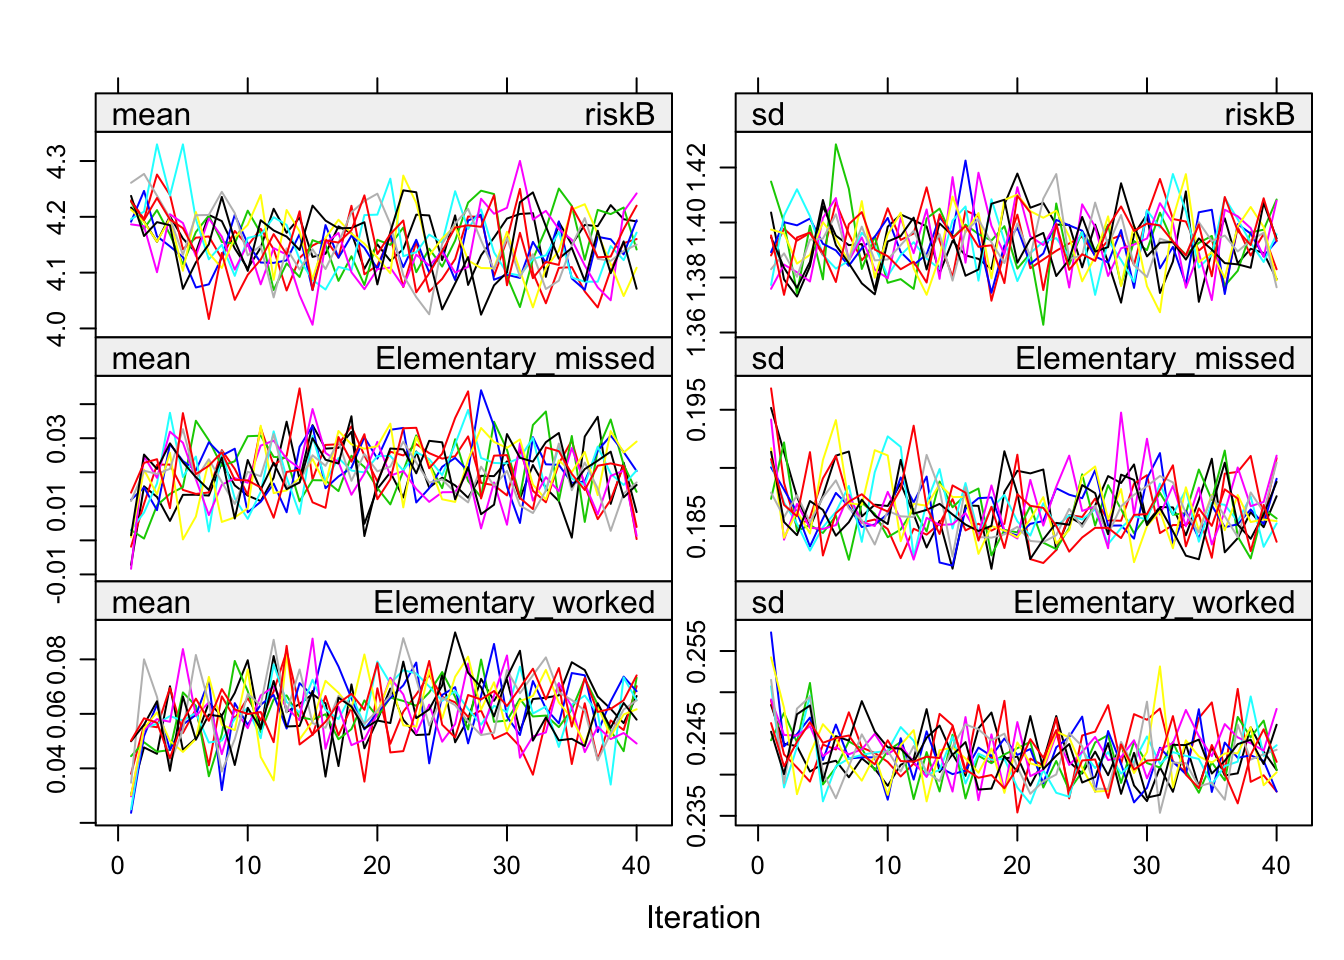 mean riskB
sd riskB
4.0 4.1 4.2 4.3
1.36 1.38 1.40 1.42
mean Elementary_missed
sd Elementary_missed
-0.01 0.01 0.03
0.185 0.195
mean Elementary_worked
sd Elementary_worked
0.04 0.06 0.08
0.235 0.245 0.255
0 10 20 30 40
0 10 20 30 40
Iteration